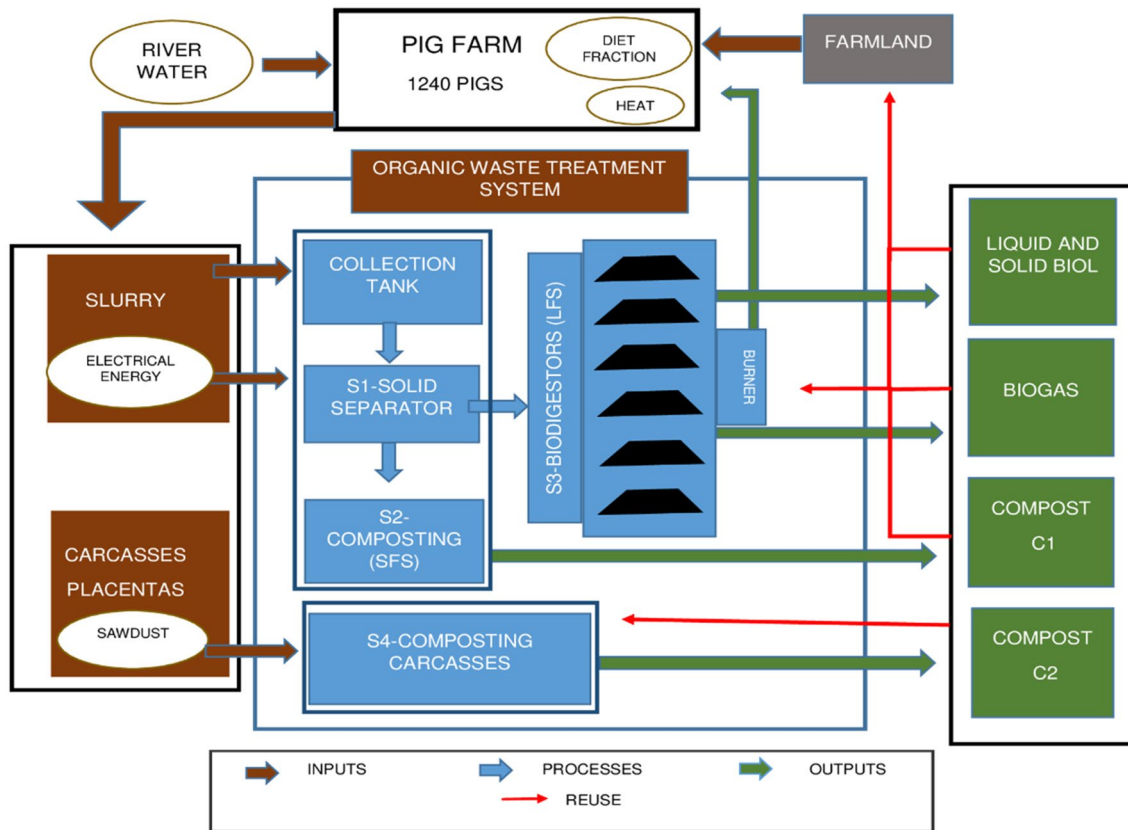 RIVER
WATER
PIG FARM
1240 PIGS
DIET
FRACTION
HEAT
FARMLAND
ORGANIC WASTE TREATMENT
SYSTEM
SLURRY
ELECTRICAL
ENERGY
CARCASSES
PLACENTAS
SAWDUST
COLLECTION
TANK
S1-SOLID
SEPARATOR
S2-
COMPOSTING
(SFS)
S3-BIODIGESTORS (LFS)
BURNER
S4-COMPOSTING
CARCASSES
LIQUID AND
SOLID BIOL
BIOGAS
COMPOST
C1
COMPOST
C2
INPUTS
PROCESSES
OUTPUTS
REUSE